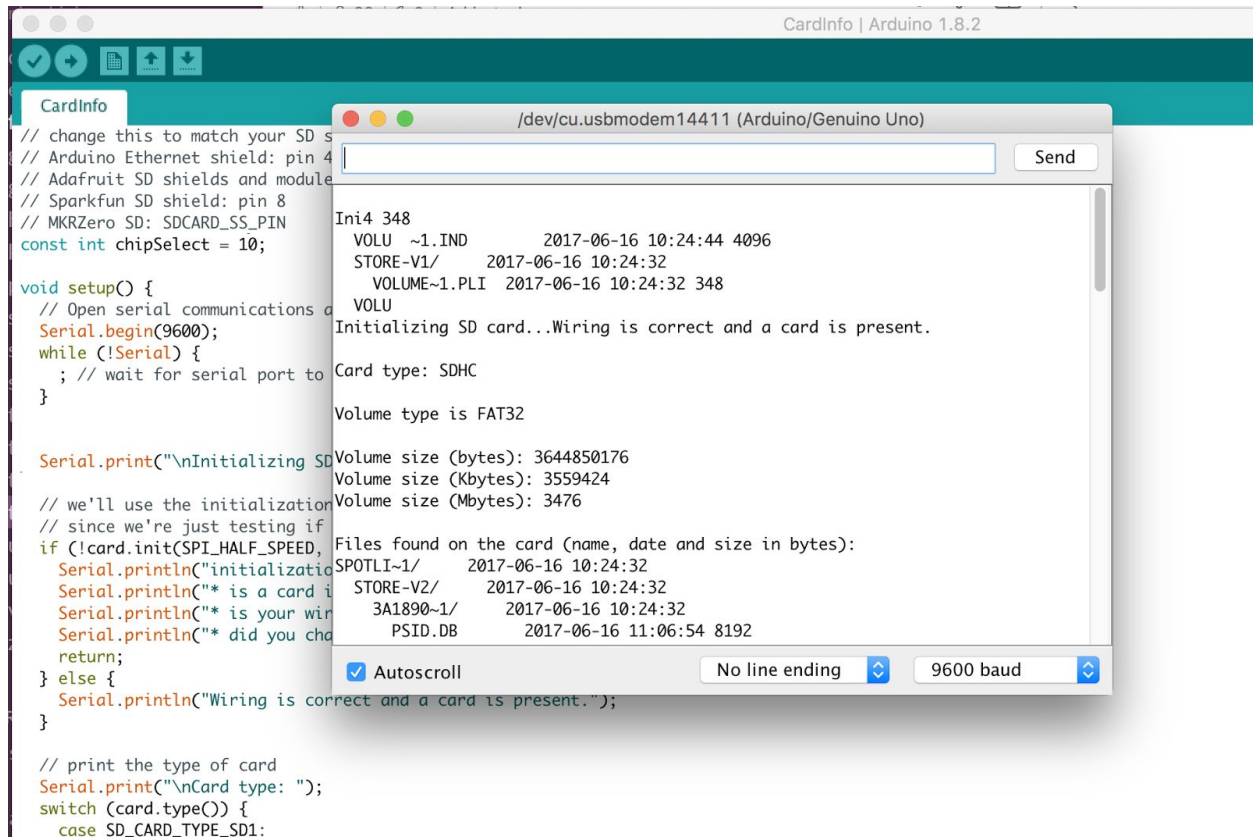 CardInfo | Arduino 1.8.2
CardInfo
// change this to match your SD s
// Arduino Ethernet shield: pin 4
// Adafruit SD shields and module
// Sparkfun SD shield: pin 8
// MKRZero SD: SDCARD_SS_PIN
const int chipSelect = 10;
void setup() {
// Open serial communications a
Serial.begin(9600);
while (!Serial) {
; // wait for serial port to
}
Serial.print("\nInitializing SD
// we'll use the initialization
// since we're just testing if
if (!card.init(SPI_HALF_SPEED,
Serial.println("initializatio
Serial.println("* is a card i
Serial.println("* is your wir
Serial.println("* did you cha
return;
} else {
Serial.println("Wiring is correct and a card is present.");
}
// print the type of card
Serial.print("\nCard type: ");
switch (card.type()) {
case SD_CARD_TYPE_SD1:
/dev/cu.usbmodem14411 (Arduino/Genuino Uno)
Send
Ini4 348
VOLU ~1.IND 2017-06-16 10:24:44 4096
STORE-V1/ 2017-06-16 10:24:32
VOLUME~1.PLI 2017-06-16 10:24:32 348
VOLU
Initializing SD card...Wiring is correct and a card is present.
Card type: SDHC
Volume type is FAT32
Volume size (bytes): 3644850176
Volume size (Kbytes): 3559424
Volume size (Mbytes): 3476
Files found on the card (name, date and size in bytes):
SPOTLI~1/ 2017-06-16 10:24:32
STORE-V2/ 2017-06-16 10:24:32
3A1890~1/ 2017-06-16 10:24:32
PSID.DB 2017-06-16 11:06:54 8192
Autoscroll
No line ending
9600 baud